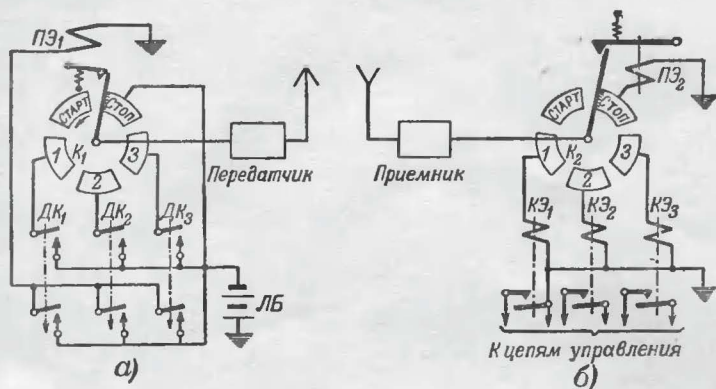 ПЭ₁
СТАРТ
СТОП
К₁
1
2
3
Передатчик
ДК₁ ДК₂ ДК₃
ЛБ
а)
ПЭ₂
СТАРТ
СТОП
К₂
1
2
3
Приемник
КЭ₁ КЭ₂ КЭ₃
К цепям управления
б)